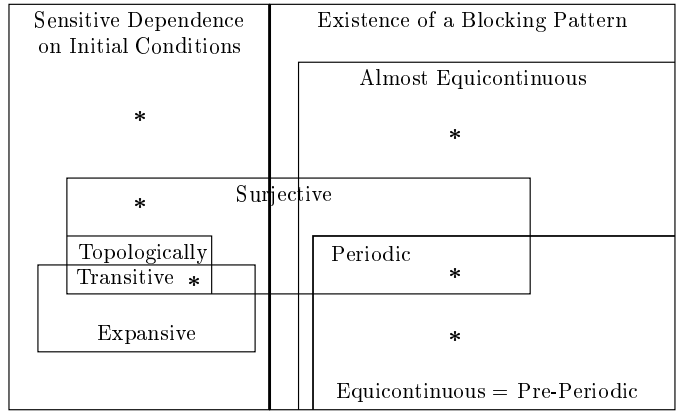 Sensitive Dependence
on Initial Conditions
Existence of a Blocking Pattern
Almost Equicontinuous
*
*
Surjective
*
Topologically
Transitive *
Periodic
*
Expansive
*
Equicontinuous = Pre-Periodic